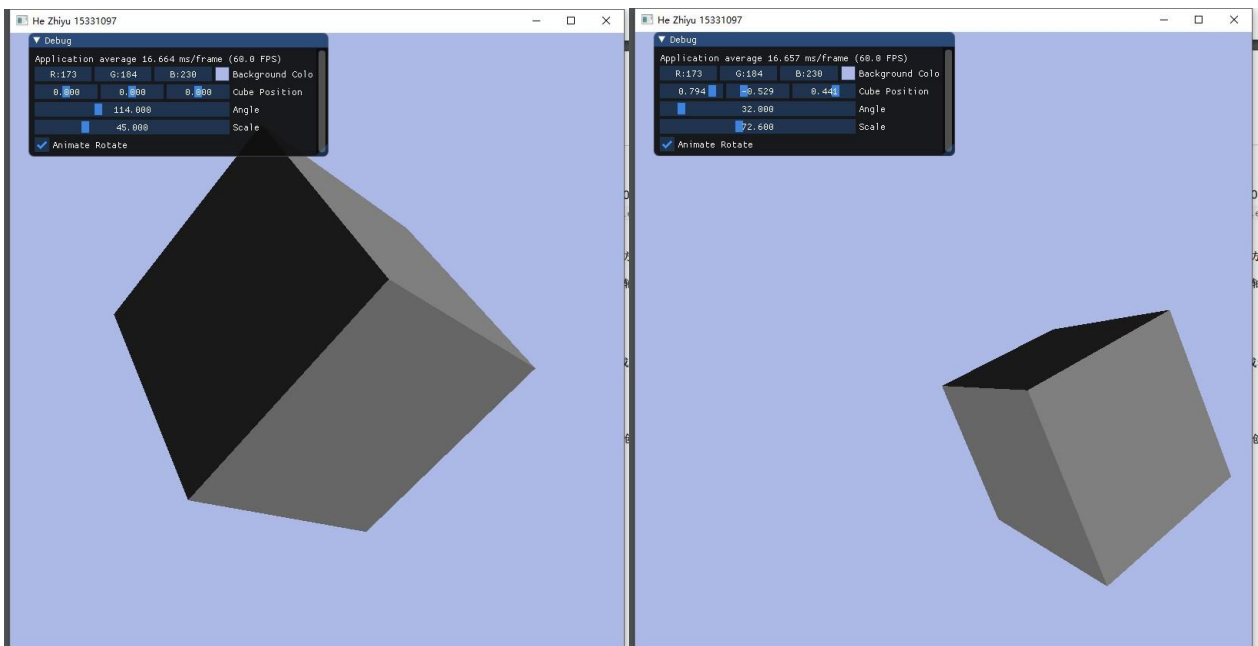 He Zhiyu 15331097
Debug
Application average 16.664 ms/frame (60.0 FPS)
R:173 G:184 B:230 Background Colo
0.000 0.000 0.000 Cube Position
114.000 Angle
45.000 Scale
Animate Rotate
He Zhiyu 15331097
Debug
Application average 16.657 ms/frame (60.0 FPS)
R:173 G:184 B:230 Background Colo
0.794 -0.529 0.441 Cube Position
32.000 Angle
72.600 Scale
Animate Rotate